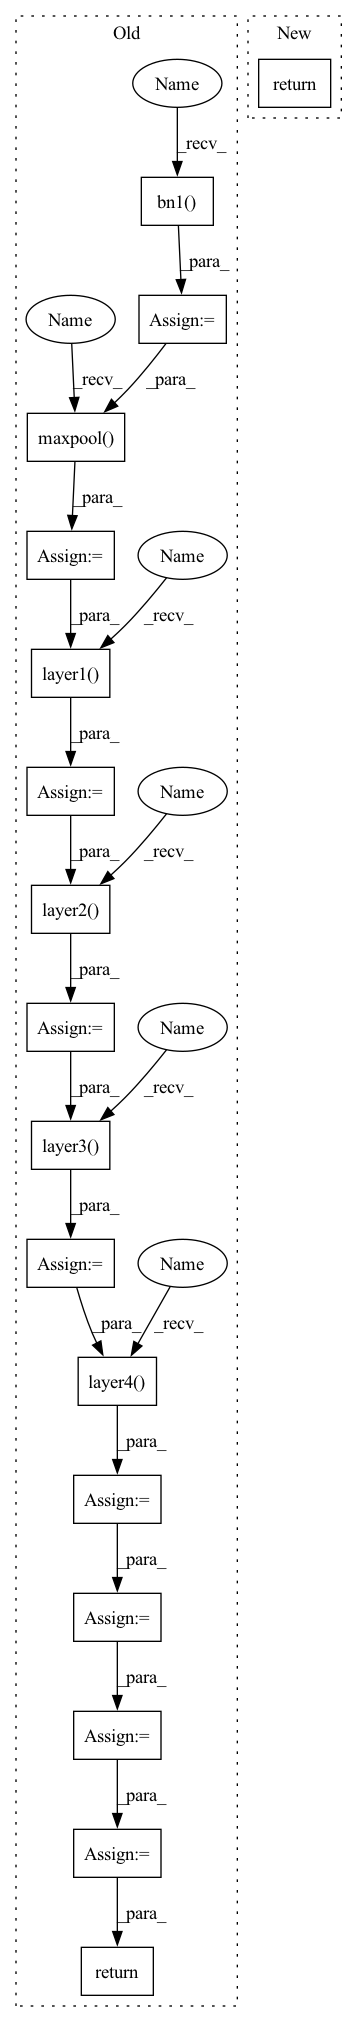 Old
New
Name
return
_recv_
bn1()
_para_
Name
Assign:=
_recv_
_para_
maxpool()
_para_
Assign:=
Name
_para_
_recv_
layer1()
_para_
Assign:=
Name
_para_
_recv_
layer2()
_para_
Assign:=
Name
_para_
_recv_
layer3()
_para_
Assign:=
Name
_para_
_recv_
layer4()
_para_
Assign:=
_para_
Assign:=
_para_
Assign:=
_para_
Assign:=
_para_
return